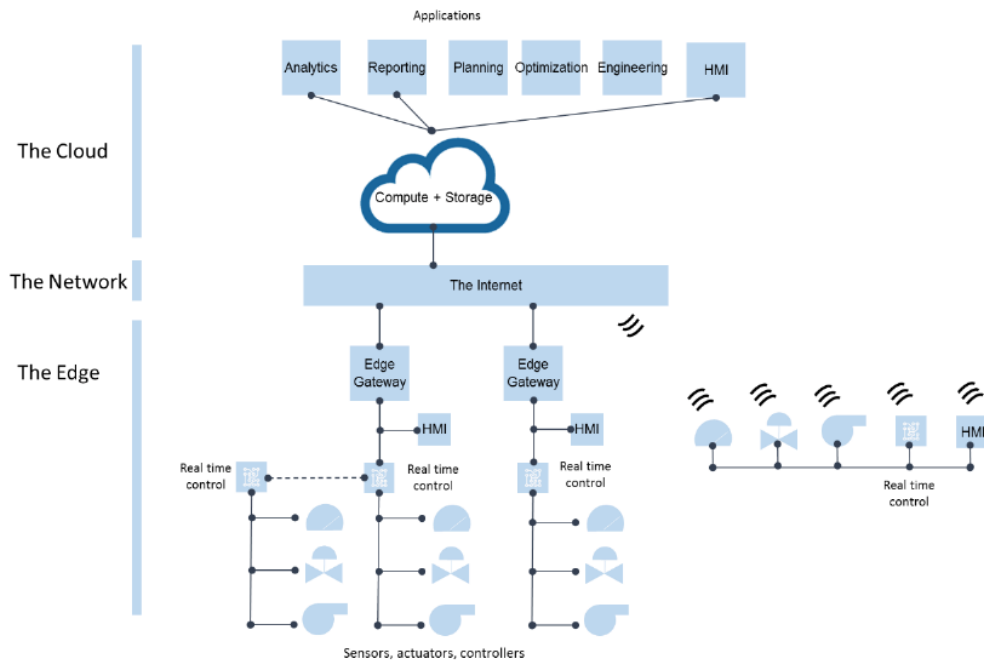 Applications
Analytics
Reporting
Planning
Optimization
Engineering
HMI
The Cloud
Compute + Storage
The Network
The Internet
The Edge
Edge
Gateway
Edge
Gateway
HMI
HMI
HMI
Real time
control
Real time
control
Real time
control
Real time
control
Sensors, actuators, controllers